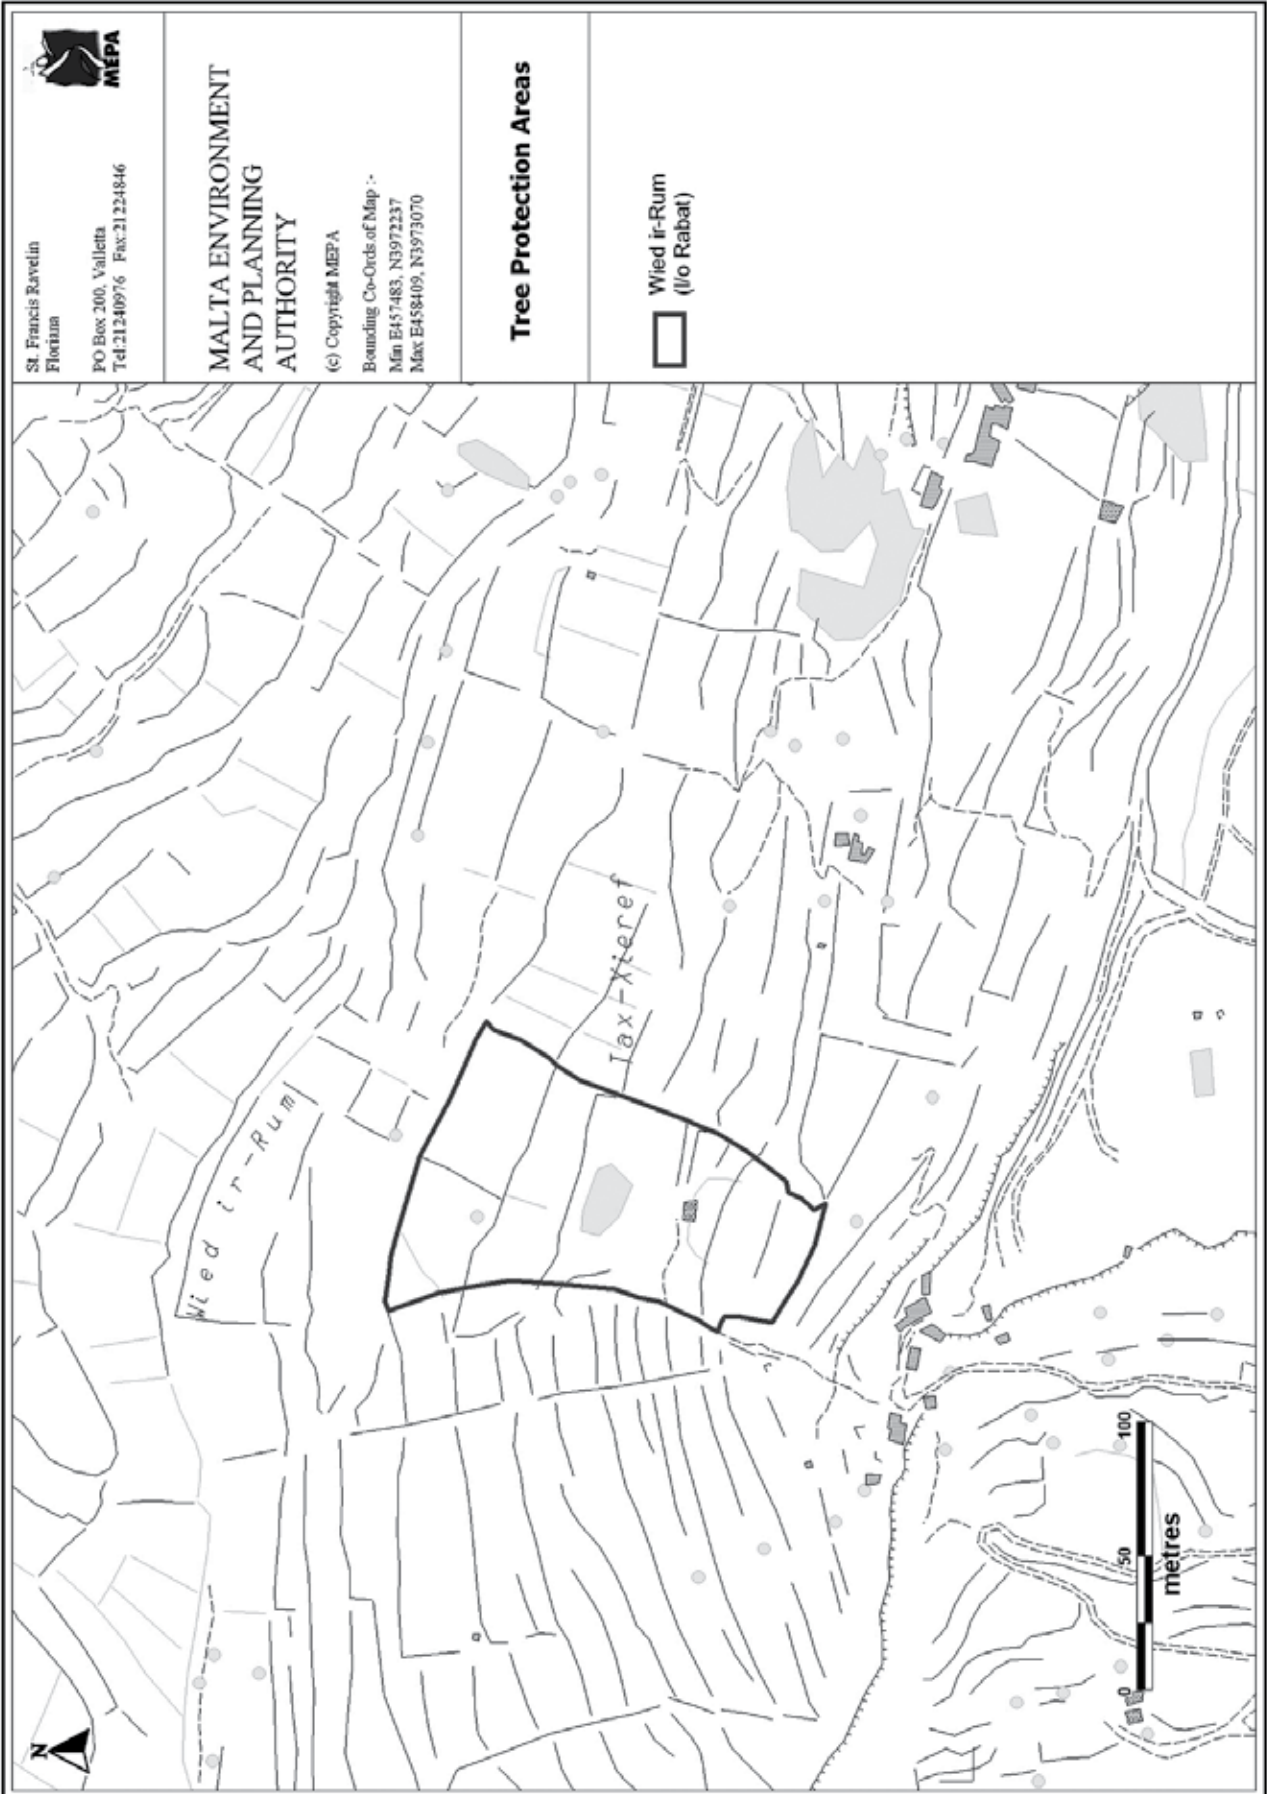 MEPA
St. Francis Ravelin
Floriana
PO Box 200, Valletta
Tel:21240976 Fax:21224846
MALTA ENVIRONMENT
AND PLANNING
AUTHORITY
(c) Copyright MEPA
Bounding Co-Ords of Map :-
Min E457483, N3972237
Max E458409, N3973070
Tree Protection Areas
Wied ir-Rum
(l/o Rabat)
N
Wied ir-Rum
Tax-Xieref
0 50 100
metres